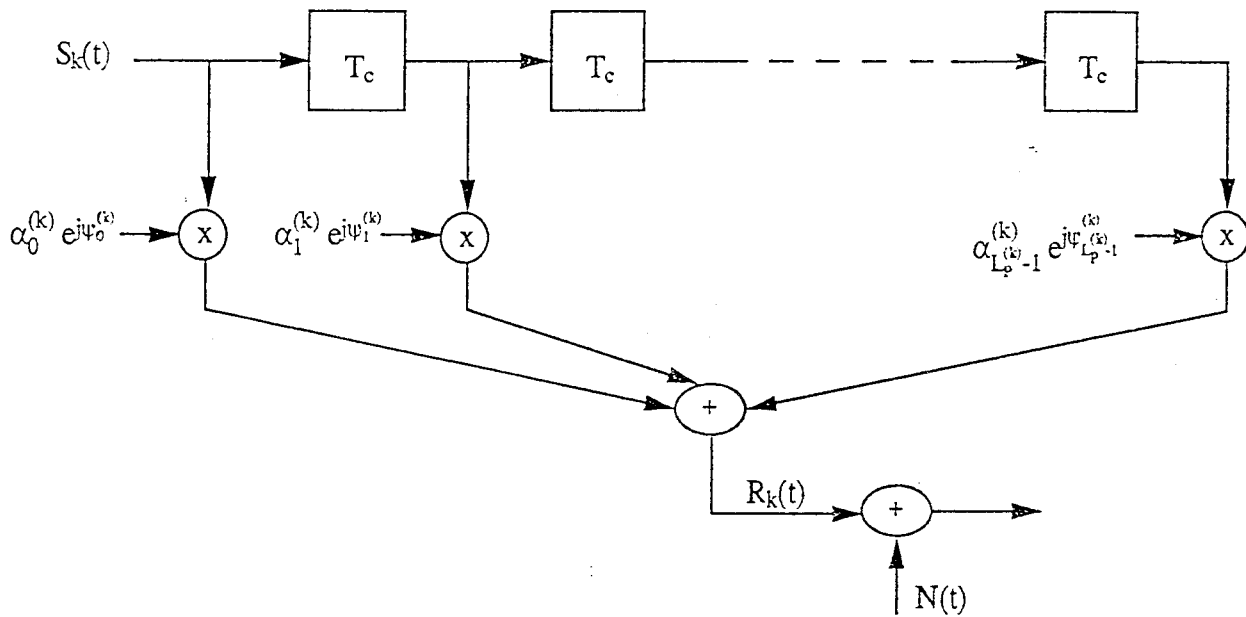 S_k(t)
T_c
T_c
T_c
α_0^{(k)} e^{jψ_0^{(k)}}
x
α_1^{(k)} e^{jψ_1^{(k)}}
x
α_{L_p^{(k)}-1}^{(k)} e^{jψ_{L_p^{(k)}-1}^{(k)}}
x
+
R_k(t)
+
N(t)